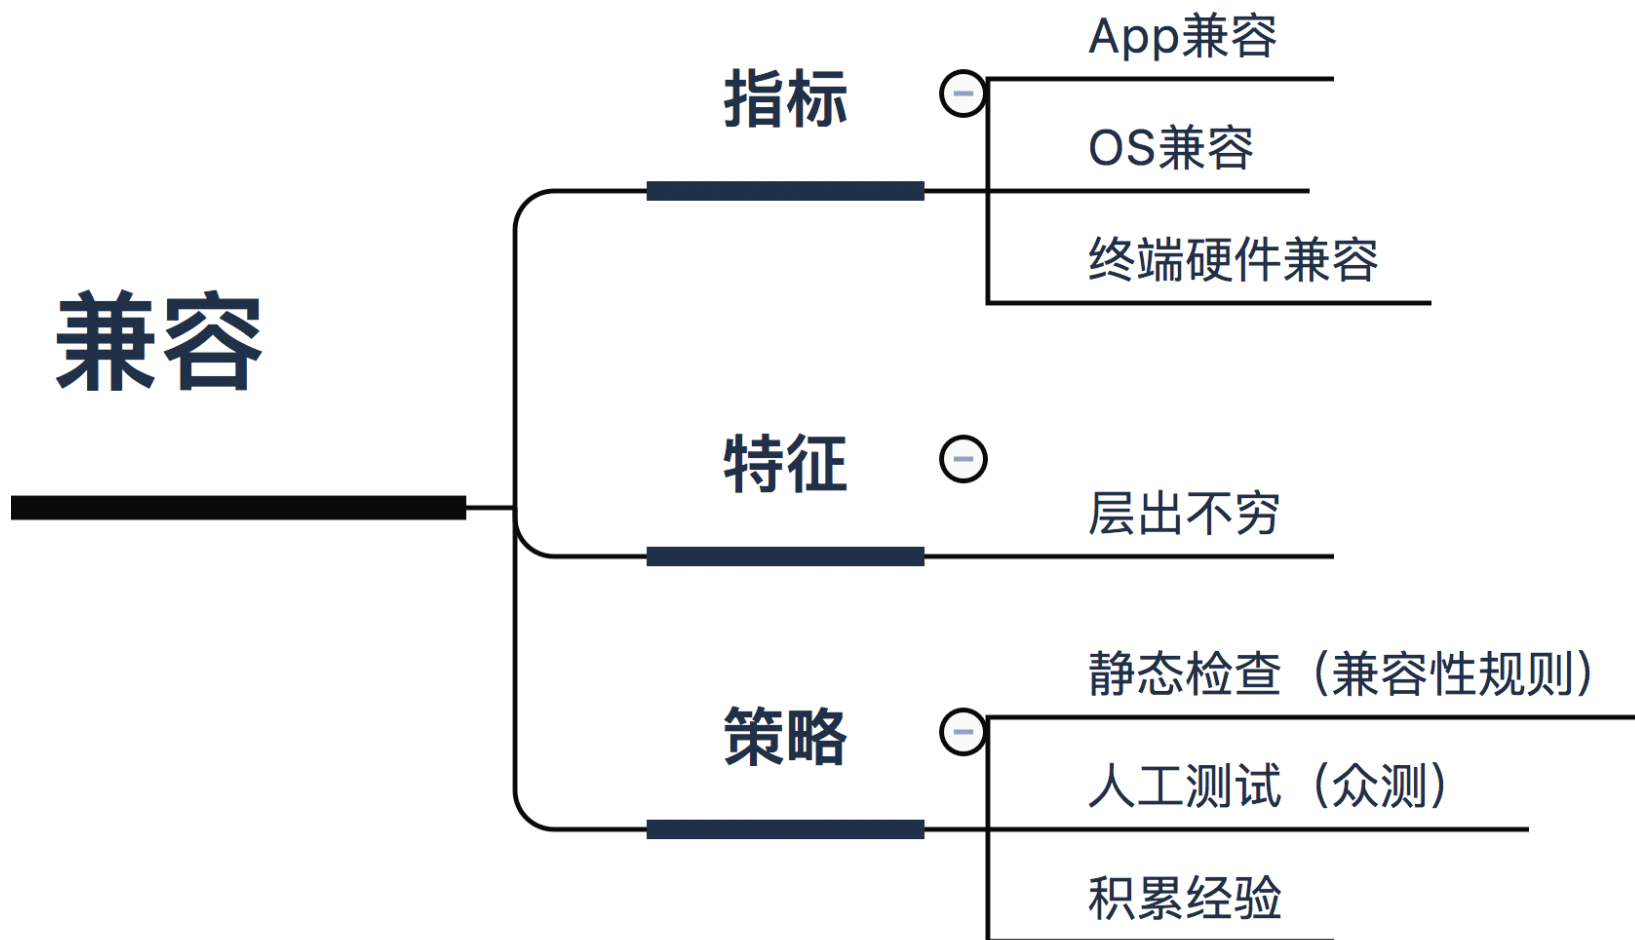 兼容
指标
App兼容
OS兼容
终端硬件兼容
特征
层出不穷
策略
静态检查（兼容性规则）
人工测试（众测）
积累经验